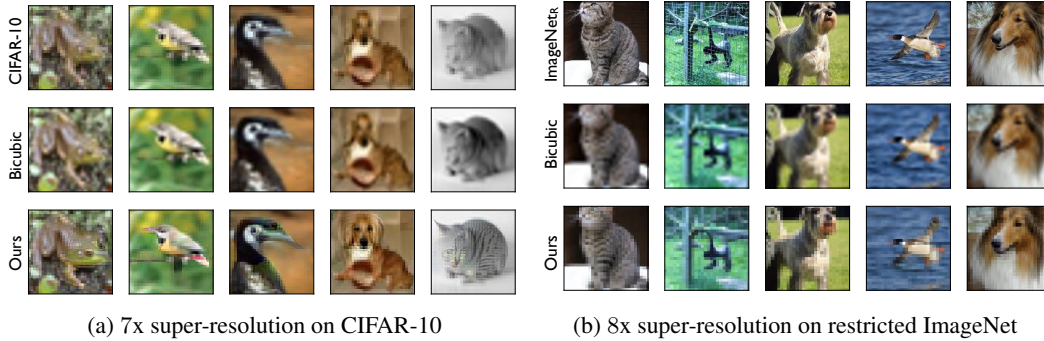 CIFAR-10
Bicubic
Ours
(a) 7x super-resolution on CIFAR-10
ImageNetR
Bicubic
Ours
(b) 8x super-resolution on restricted ImageNet